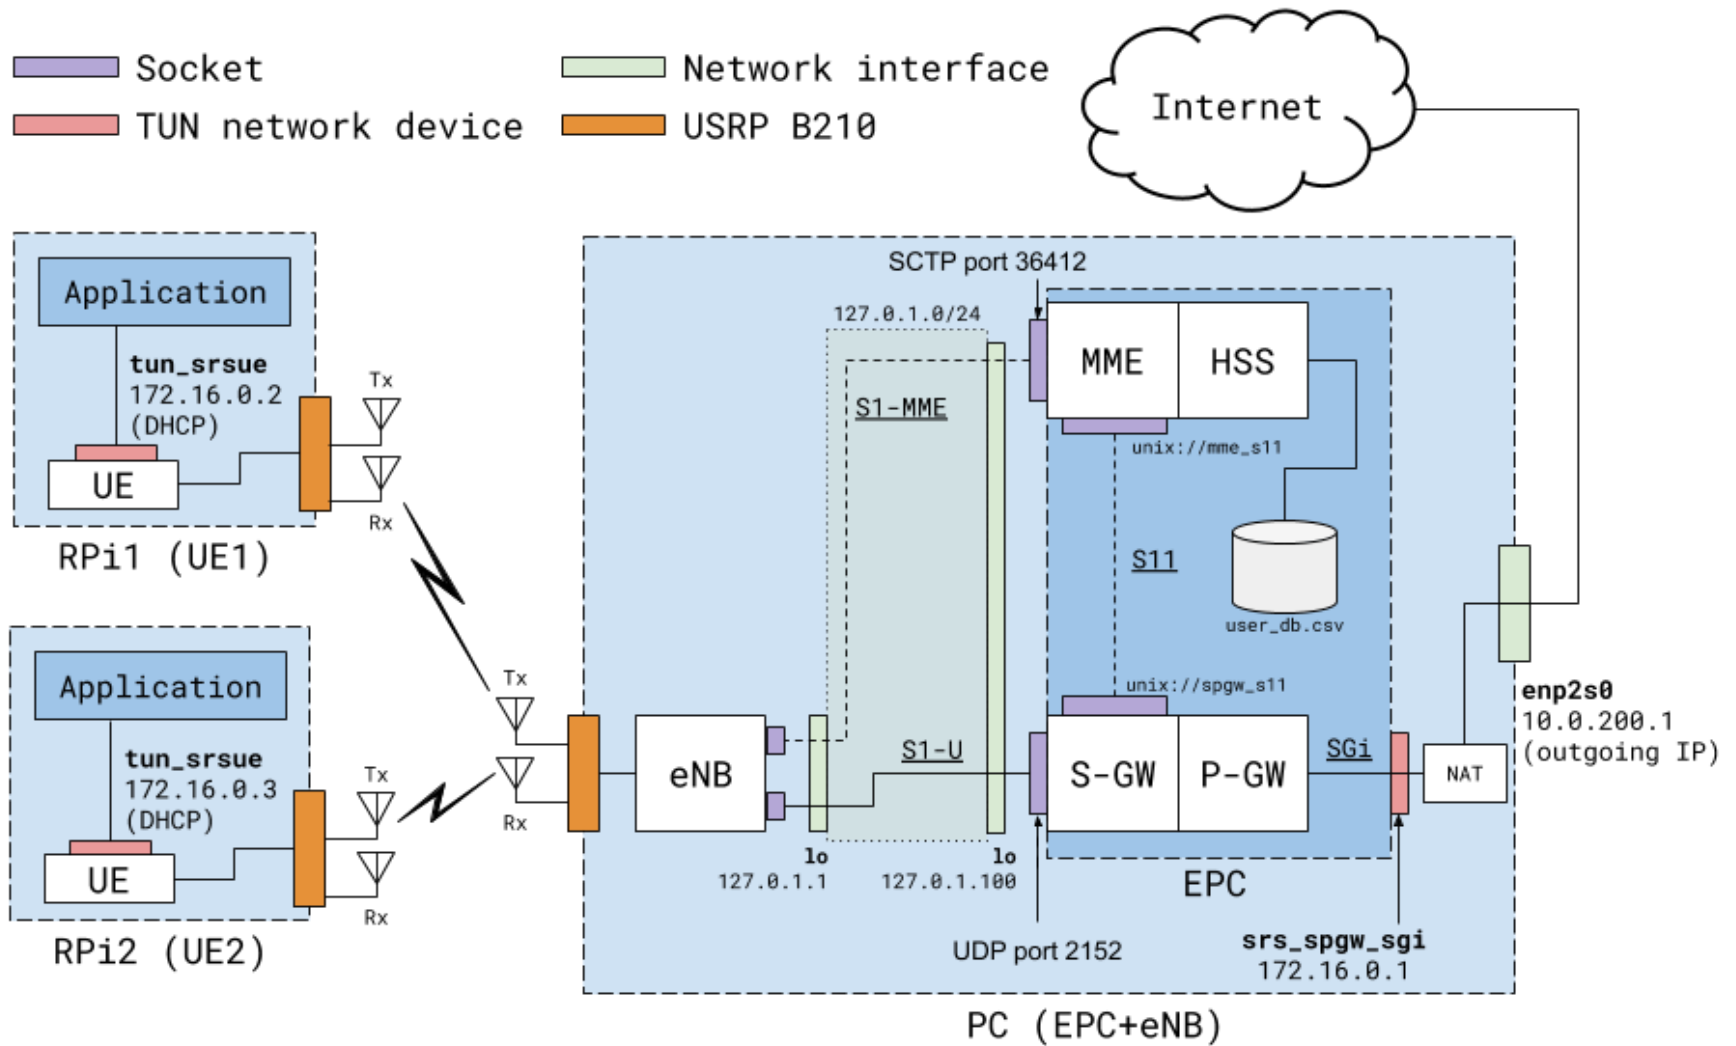 Socket
Network interface
TUN network device
USRP B210
Internet
Application
tun_srsue
172.16.0.2
(DHCP)
UE
Tx
Rx
RPi1 (UE1)
Application
tun_srsue
172.16.0.3
(DHCP)
UE
Tx
Rx
RPi2 (UE2)
Tx
Rx
eNB
SCTP port 36412
127.0.1.0/24
S1-MME
S1-U
lo
127.0.1.1
lo
127.0.1.100
MME
HSS
unix://mme_s11
S11
user_db.csv
unix://spgw_s11
S-GW
P-GW
SGi
EPC
NAT
enp2s0
10.0.200.1
(outgoing IP)
UDP port 2152
srs_spgw_sgi
172.16.0.1
PC (EPC+eNB)